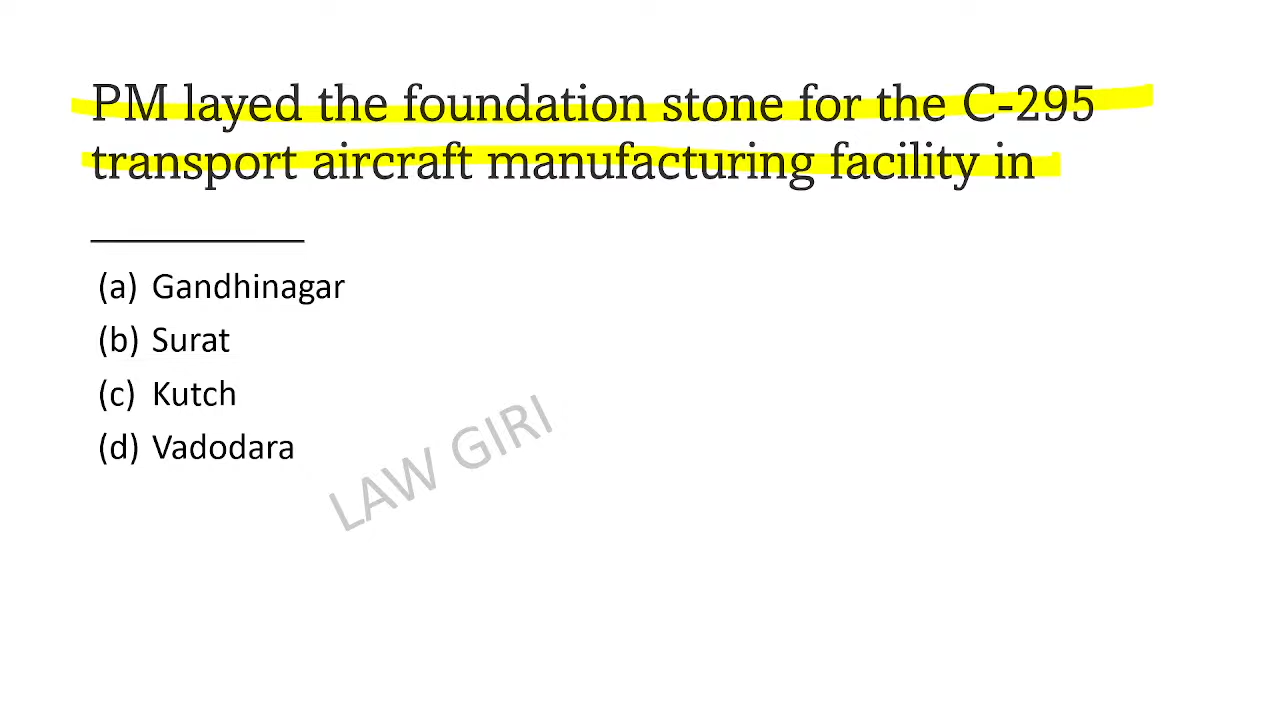 PM layed the foundation stone for the C-295
transport aircraft manufacturing facility in
____________
(a) Gandhinagar
(b) Surat
(c) Kutch
(d) Vadodara
LAW GIRI